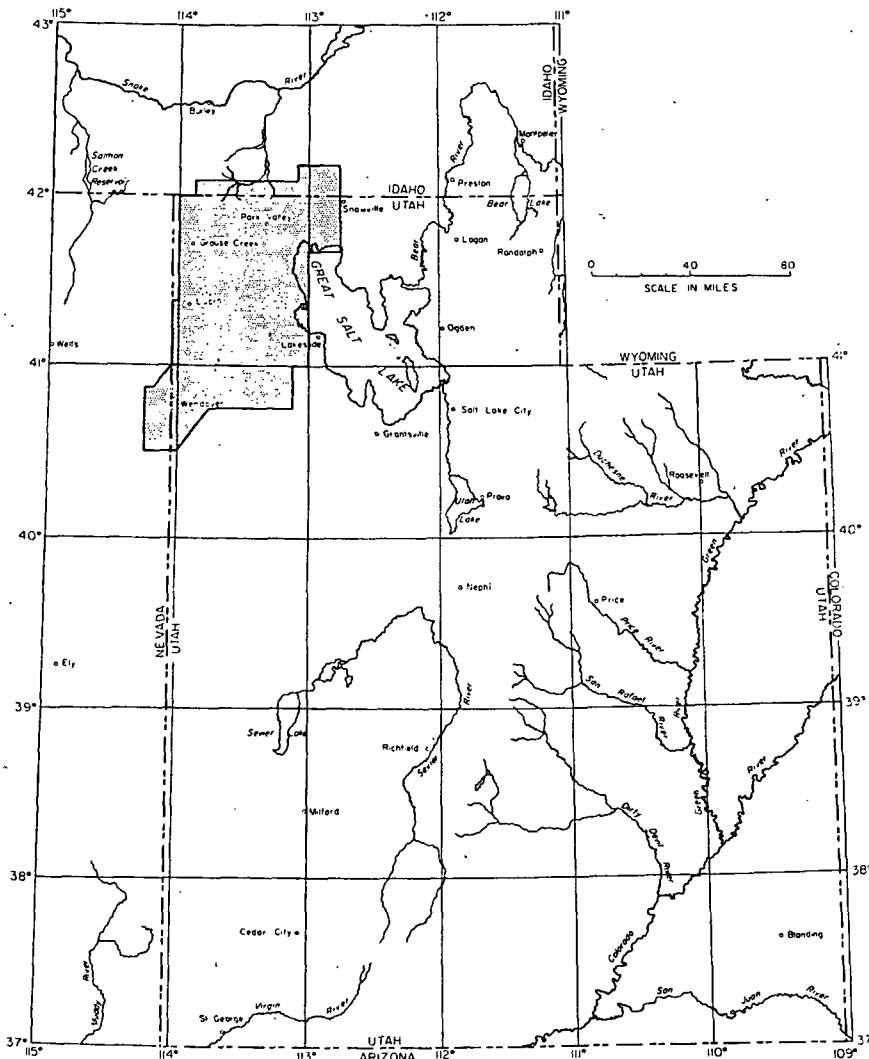 115° 114° 113° 112° 111°
43°
IDAHO
WYOMING
Snake River
Burley
Montpelier
Salmon
Creek
Reservoir
River
Preston
42°
IDAHO
UTAH
Snowville
Bear Lake
Park Valley
Grouse Creek
Bear
Logan
Randolph
0 40 60
SCALE IN MILES
GREAT
SALT
LAKE
Lucin
Ogden
Wells
Lakeside
41°
WYOMING
UTAH
41°
Wendover
Salt Lake City
Grantsville
Duchesne
River
Roosevelt
River
Utah
Lake
Provo
40°
40°
Green
Nephi
Price
COLORADO
UTAH
NEVADA
UTAH
Price River
Ely
San Rafael
River
39°
39°
River
River
Sevier Lake
Richfield
Sevier
River
Green
Milford
Dirty
Devil
River
38°
38°
Cedar City
Blanding
Colorado
Muddy
River
Virgin River
San Juan River
St George
37°
37°
UTAH
ARIZONA
115° 114° 113° 112° 111° 110° 109°